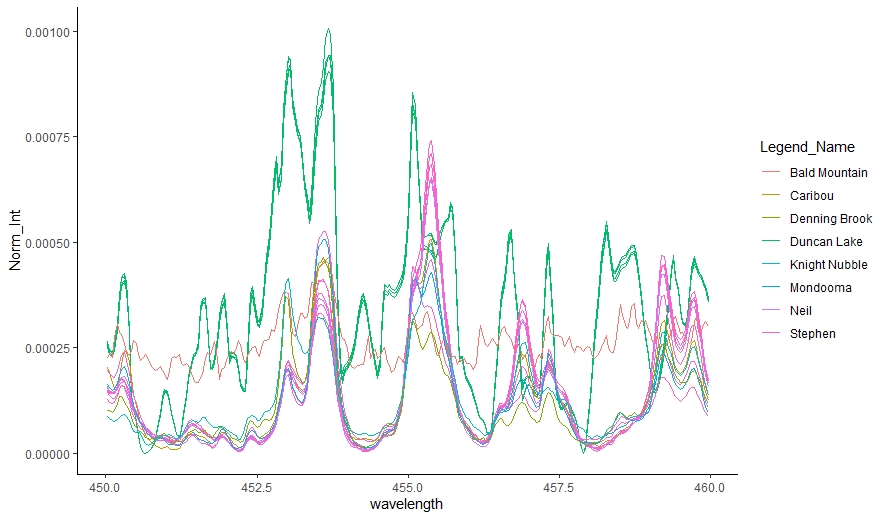 0.00100
0.00075
0.00050
0.00025
0.00000
Norm_Int
450.0 452.5 455.0 457.5 460.0
wavelength
Legend_Name
Bald Mountain
Caribou
Denning Brook
Duncan Lake
Knight Nubble
Mondooma
Neil
Stephen